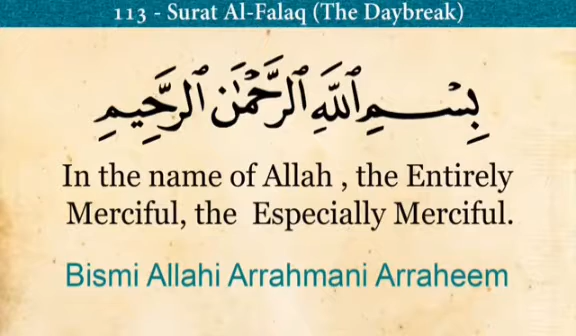 113 - Surat Al-Falaq (The Daybreak)
بِسْمِ ٱللَّهِ ٱلرَّحْمَٰنِ ٱلرَّحِيمِ
In the name of Allah , the Entirely
Merciful, the Especially Merciful.
Bismi Allahi Arrahmani Arraheem